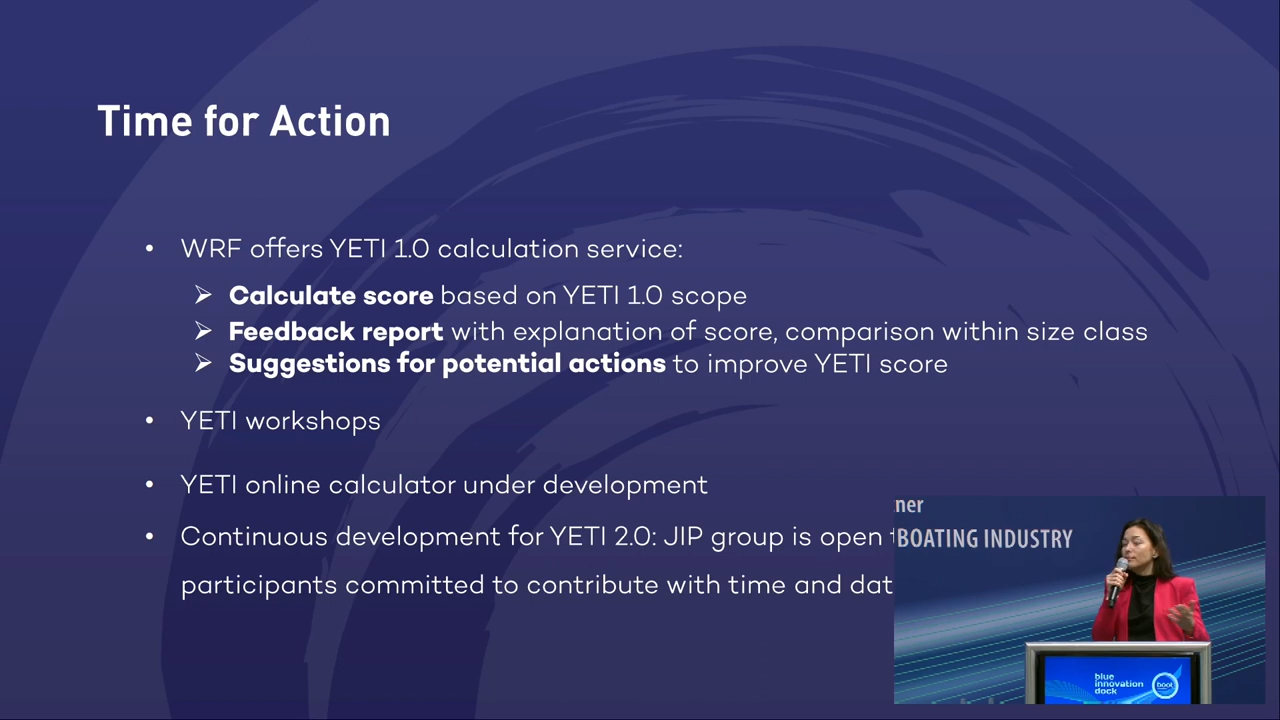 Time for Action
• WRF offers YETI 1.0 calculation service:
➢ Calculate score based on YETI 1.0 scope
➢ Feedback report with explanation of score, comparison within size class
➢ Suggestions for potential actions to improve YETI score
• YETI workshops
• YETI online calculator under development
• Continuous development for YETI 2.0: JIP group is open
participants committed to contribute with time and dat
ner
BOATING INDUSTRY
blue
innovation
dock
boot